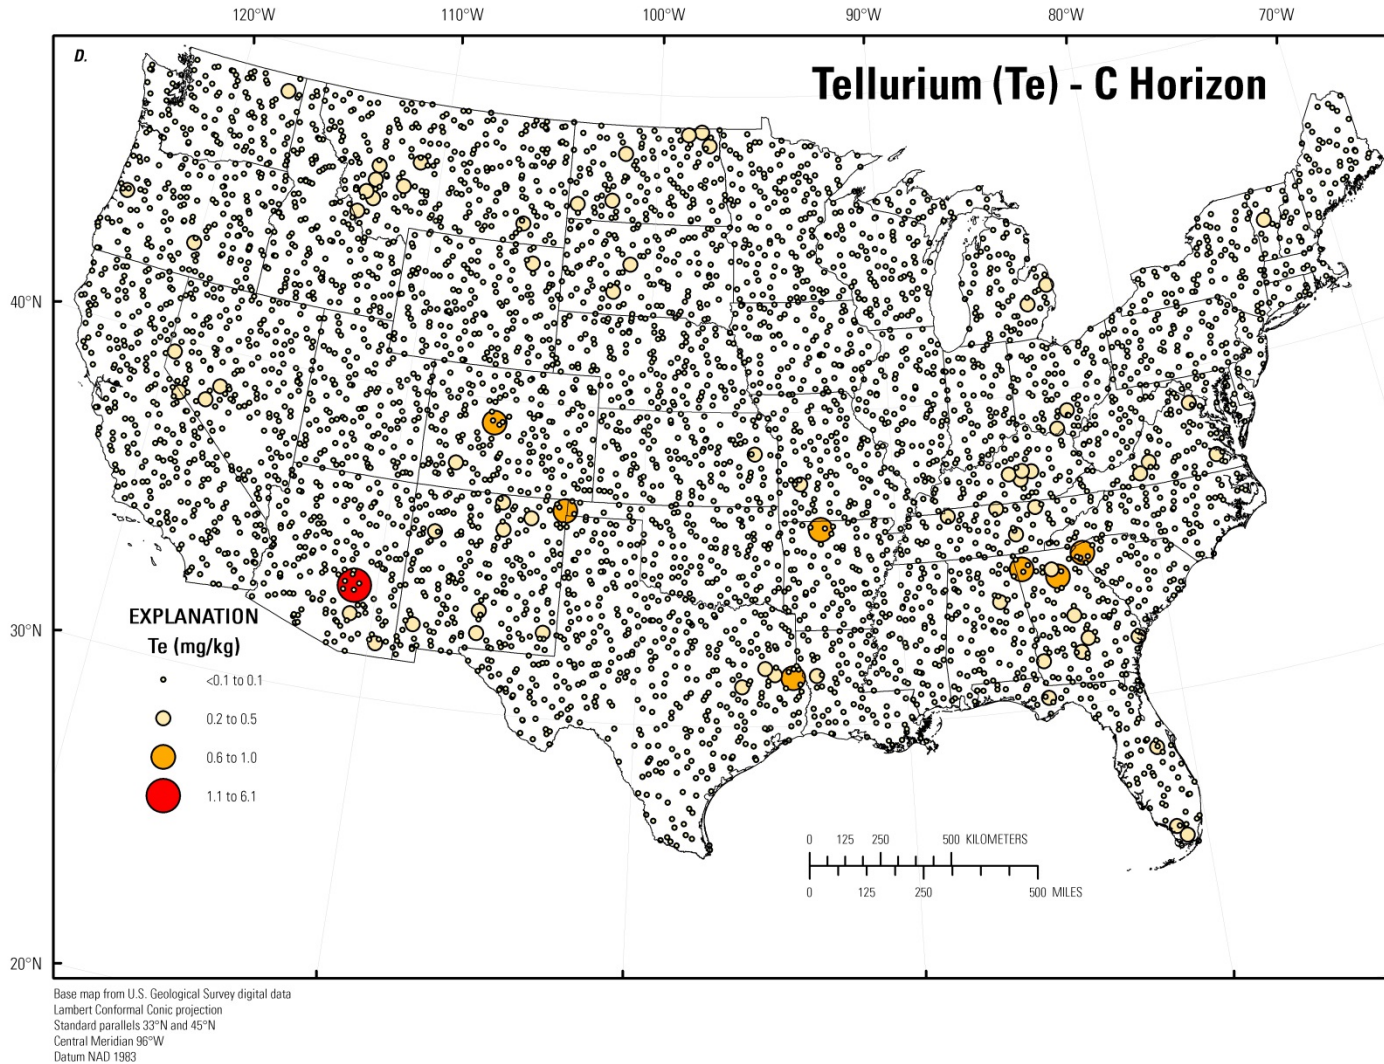 120°W 110°W 100°W 90°W 80°W 70°W
D.
Tellurium (Te) - C Horizon
40°N
30°N
20°N
EXPLANATION
Te (mg/kg)
<0.1 to 0.1
0.2 to 0.5
0.6 to 1.0
1.1 to 6.1
0 125 250 500 KILOMETERS
0 125 250 500 MILES
Base map from U.S. Geological Survey digital data
Lambert Conformal Conic projection
Standard parallels 33°N and 45°N
Central Meridian 96°W
Datum NAD 1983